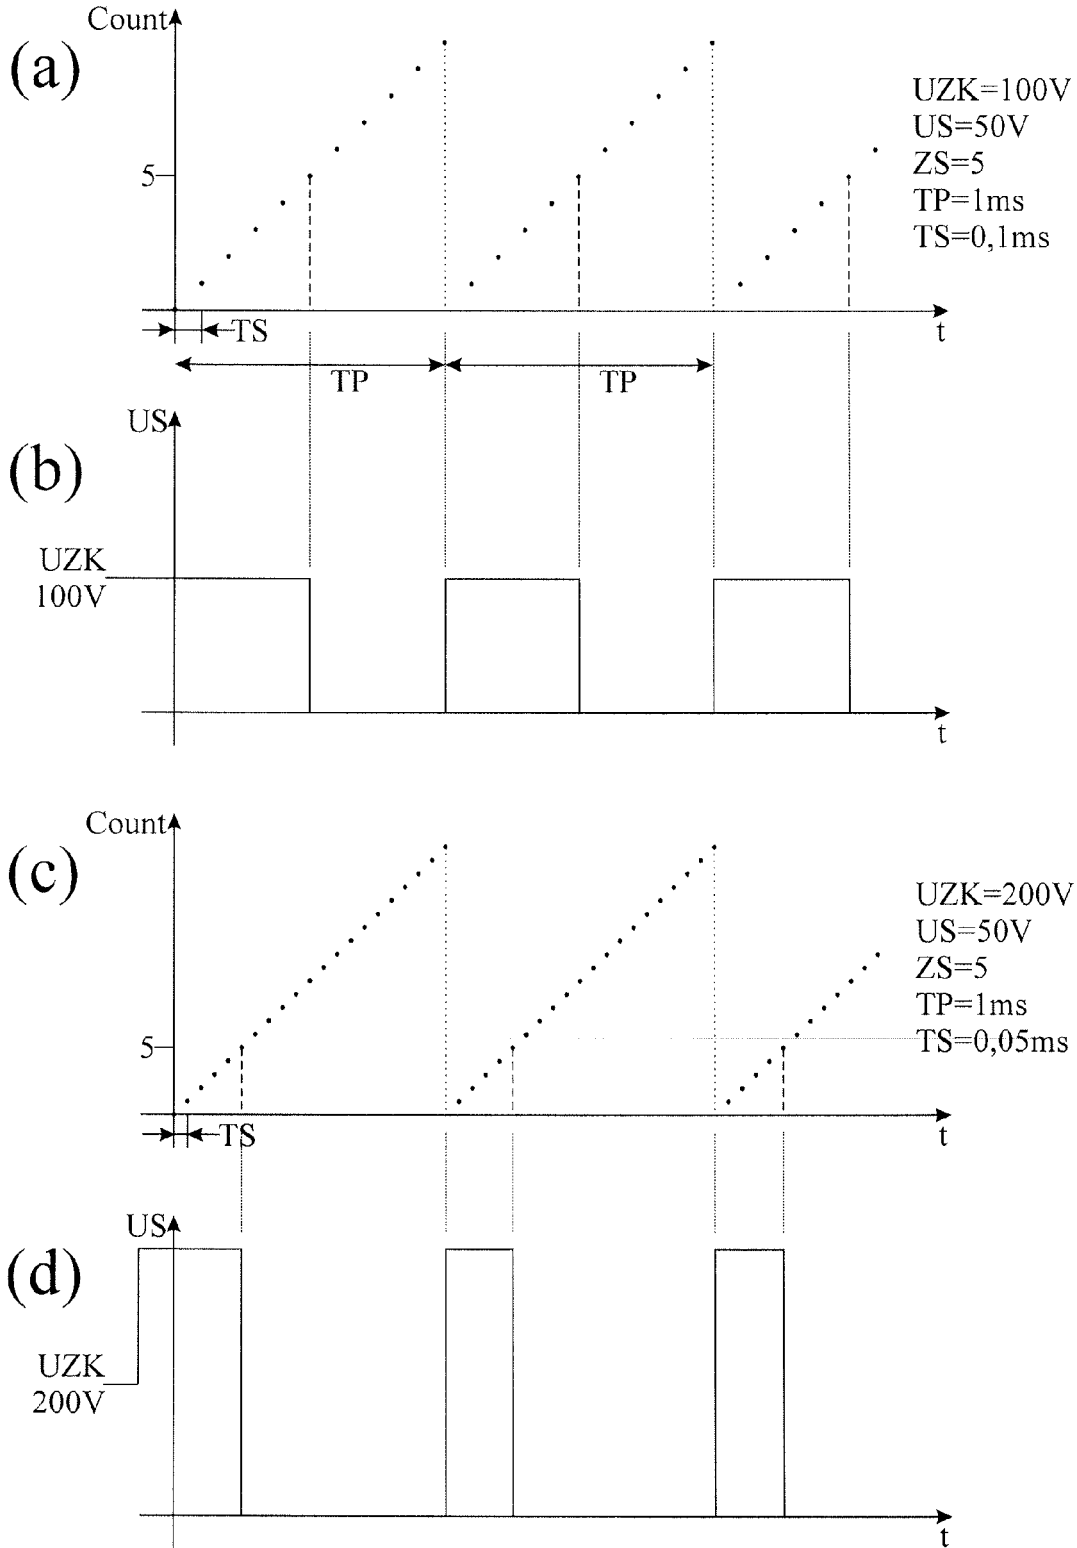 Count
(a)
UZK=100V
US=50V
ZS=5
TP=1ms
TS=0,1ms
5
TS
t
TP
TP
US
(b)
UZK
100V
t
Count
(c)
UZK=200V
US=50V
ZS=5
TP=1ms
TS=0,05ms
5
TS
t
US
(d)
UZK
200V
t